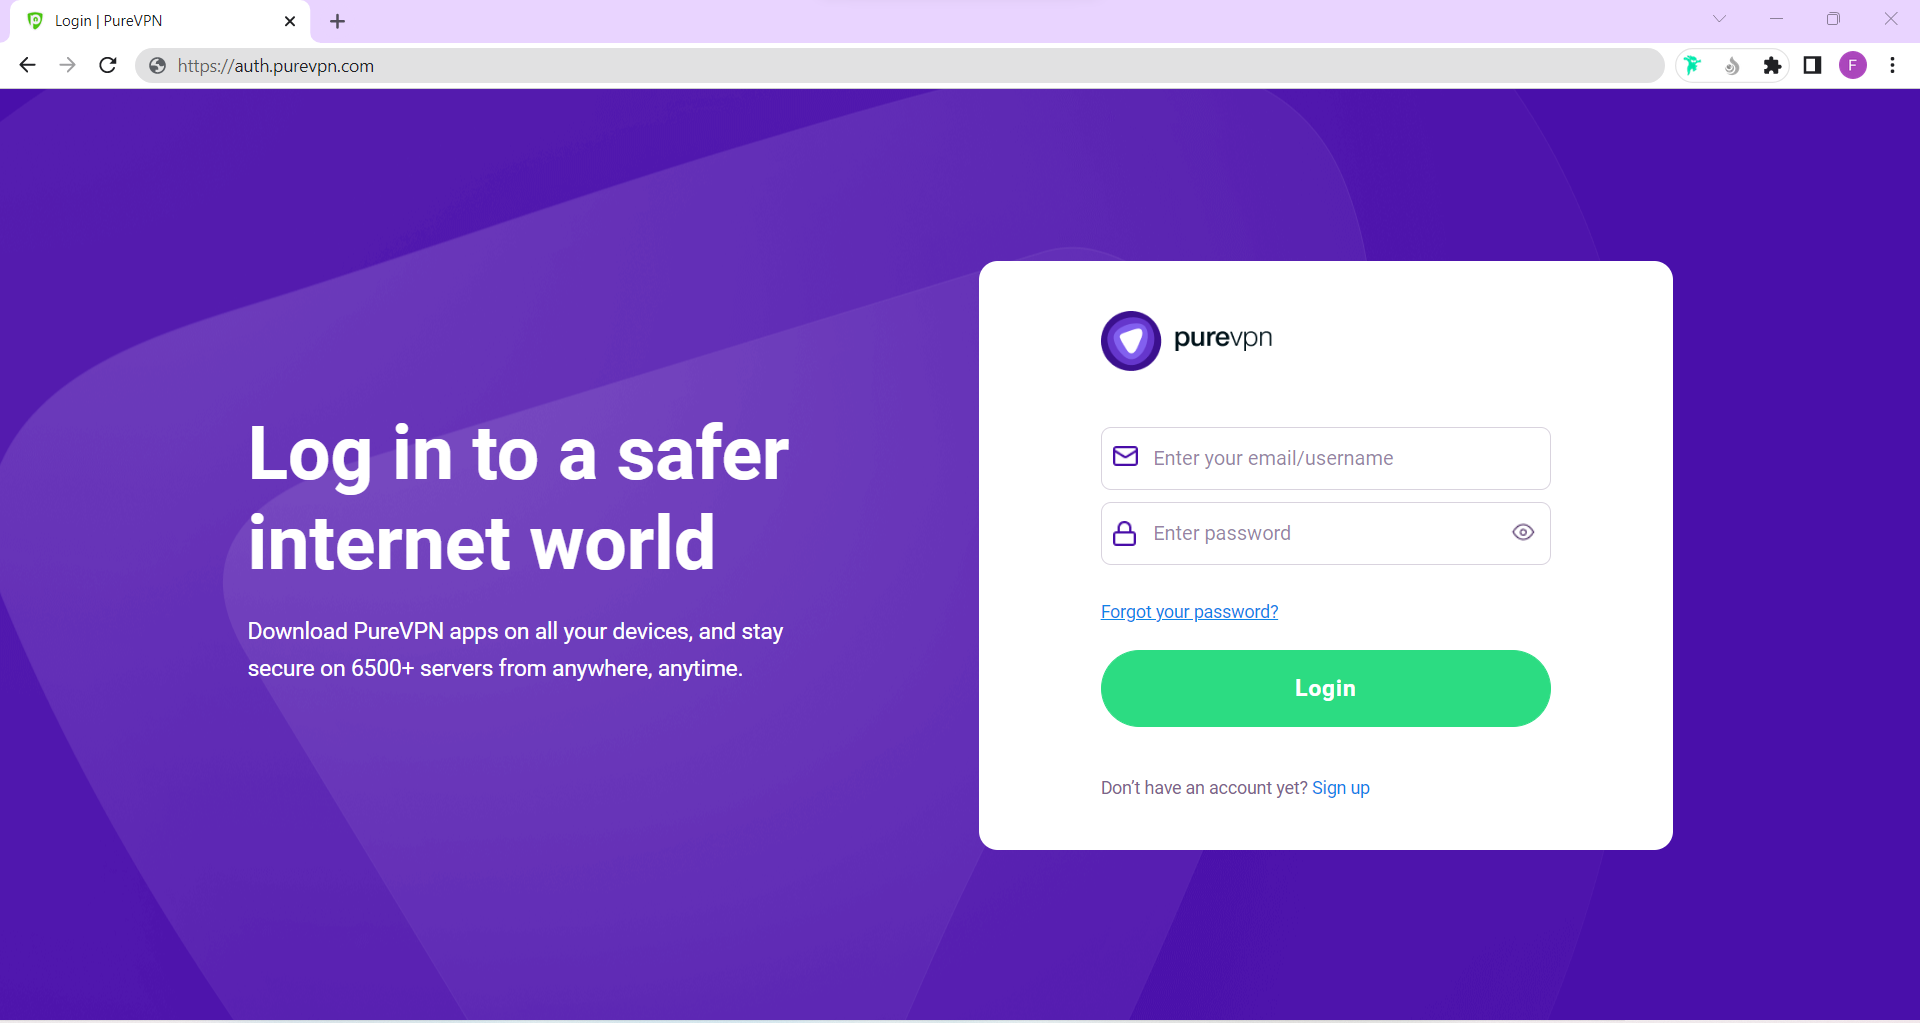 Login | PureVPN
https://auth.purevpn.com
F
purevpn
Log in to a safer
internet world
Download PureVPN apps on all your devices, and stay
secure on 6500+ servers from anywhere, anytime.
Enter your email/username
Enter password
Forgot your password?
Login
Don’t have an account yet? Sign up